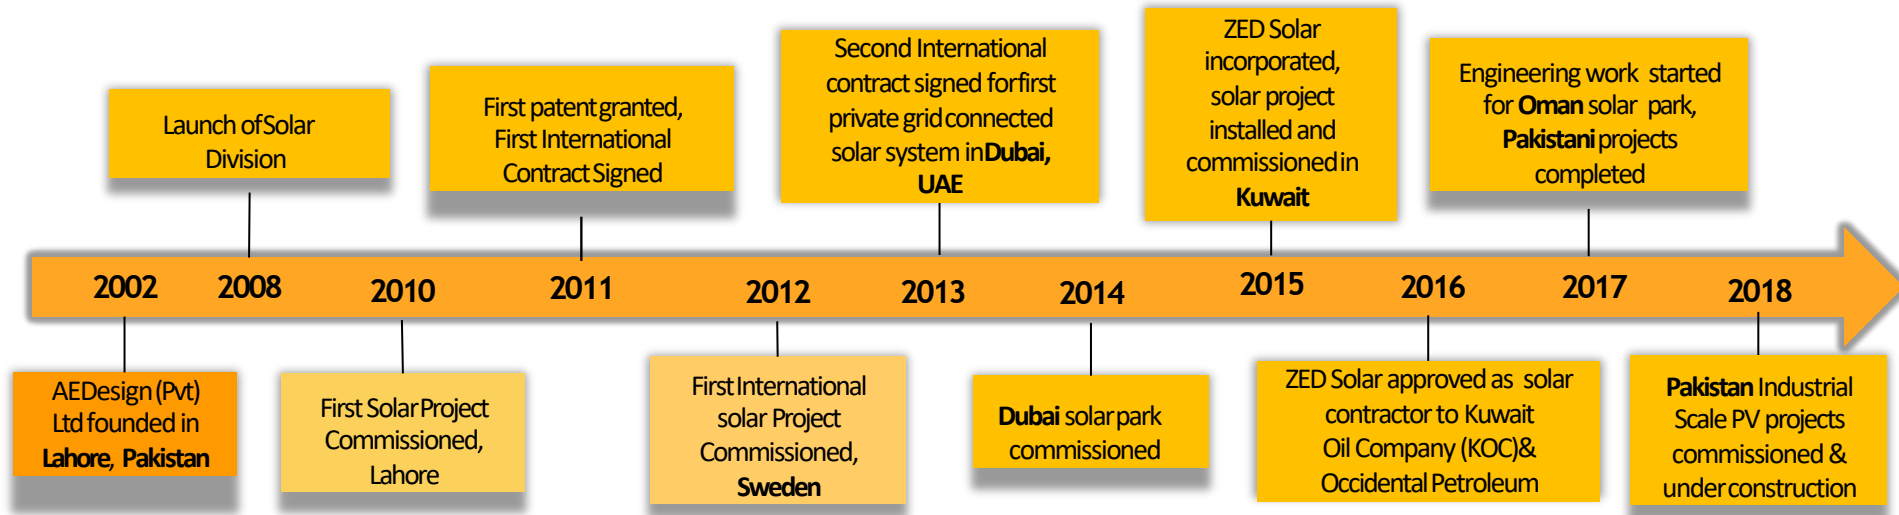 Launch of Solar
Division
First patent granted,
First International
Contract Signed
Second International
contract signed for first
private grid connected
solar system in Dubai,
UAE
ZED Solar
incorporated,
solar project
installed and
commissioned in
Kuwait
Engineering work started
for Oman solar park,
Pakistani projects
completed
2002 2008 2010 2011 2012 2013 2014 2015 2016 2017 2018
AEDesign (Pvt)
Ltd founded in
Lahore, Pakistan
First Solar Project
Commissioned,
Lahore
First International
solar Project
Commissioned,
Sweden
Dubai solar park
commissioned
ZED Solar approved as solar
contractor to Kuwait
Oil Company (KOC)&
Occidental Petroleum
Pakistan Industrial
Scale PV projects
commissioned &
under construction